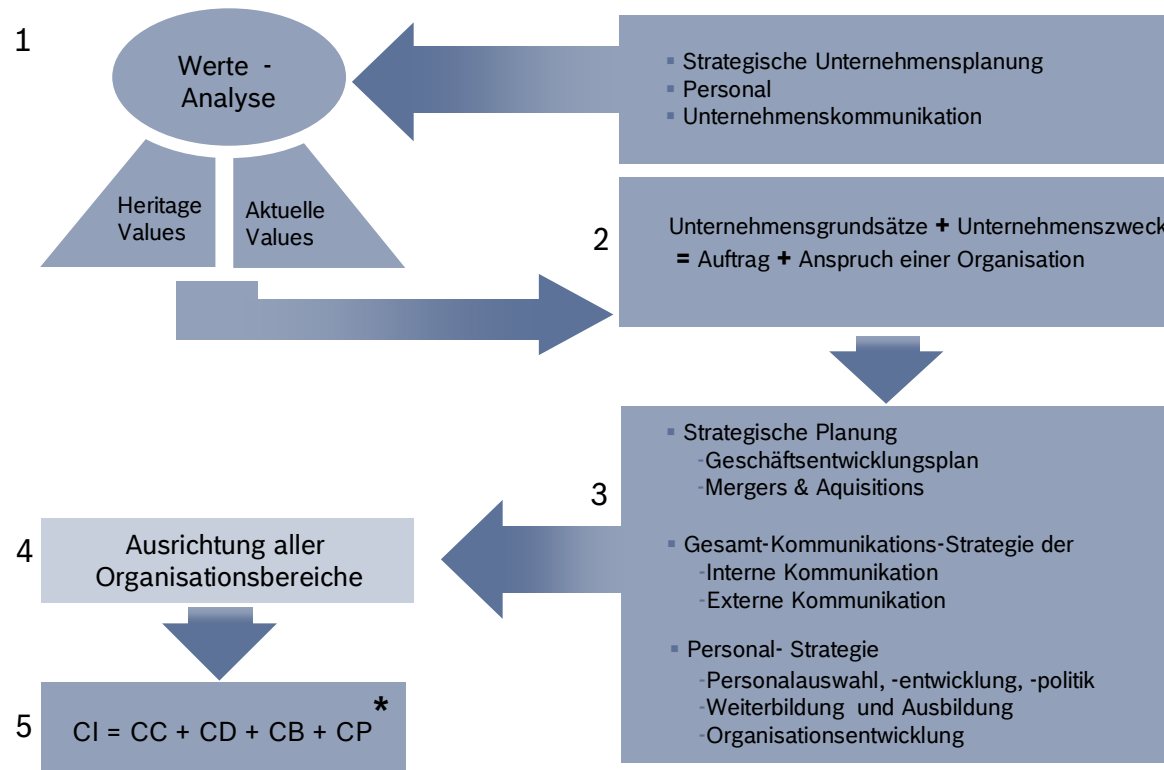 1
Werte -
Analyse
Heritage
Values
Aktuelle
Values
▪ Strategische Unternehmensplanung
▪ Personal
▪ Unternehmenskommunikation
2
Unternehmensgrundsätze + Unternehmenszweck
= Auftrag + Anspruch einer Organisation
3
▪ Strategische Planung
-Geschäftsentwicklungsplan
-Mergers & Aquisitions
▪ Gesamt-Kommunikations-Strategie der
-Interne Kommunikation
-Externe Kommunikation
▪ Personal- Strategie
-Personalauswahl, -entwicklung, -politik
-Weiterbildung und Ausbildung
-Organisationsentwicklung
4
Ausrichtung aller
Organisationsbereiche
5
CI = CC + CD + CB + CP*